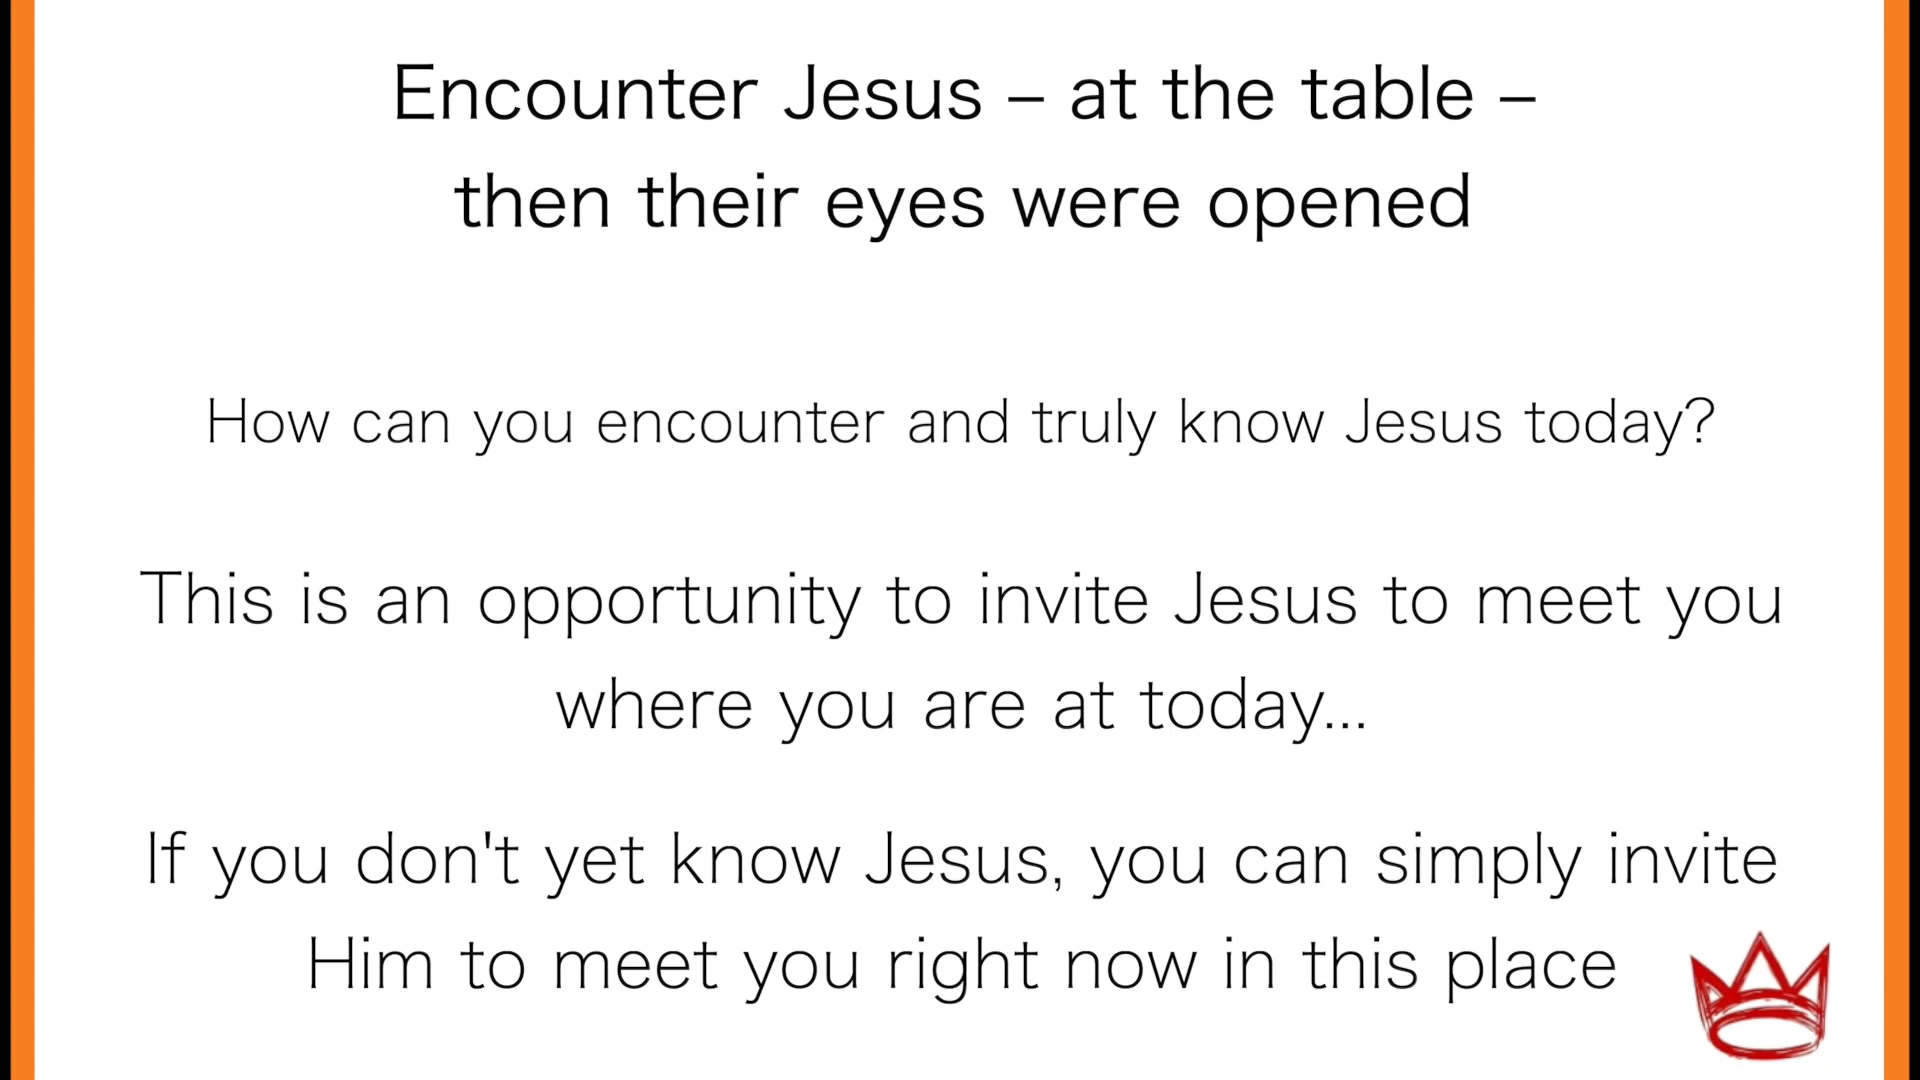 Encounter Jesus – at the table –
then their eyes were opened
How can you encounter and truly know Jesus today?
This is an opportunity to invite Jesus to meet you
where you are at today...
If you don't yet know Jesus, you can simply invite
Him to meet you right now in this place